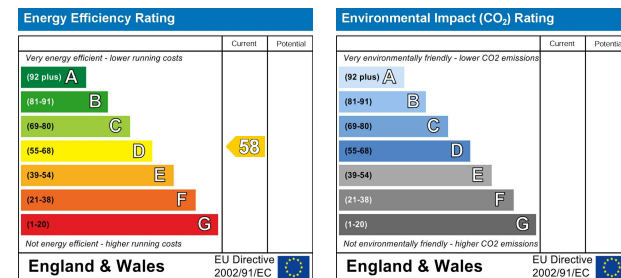 Energy Efficiency Rating
Current Potential
Very energy efficient - lower running costs
(92 plus) A
(81-91) B
(69-80) C
(55-68) D
58
(39-54) E
(21-38) F
(1-20) G
Not energy efficient - higher running costs
England & Wales
EU Directive
2002/91/EC
Environmental Impact (CO₂) Rating
Current Potential
Very environmentally friendly - lower CO2 emissions
(92 plus) A
(81-91) B
(69-80) C
(55-68) D
(39-54) E
(21-38) F
(1-20) G
Not environmentally friendly - higher CO2 emissions
England & Wales
EU Directive
2002/91/EC